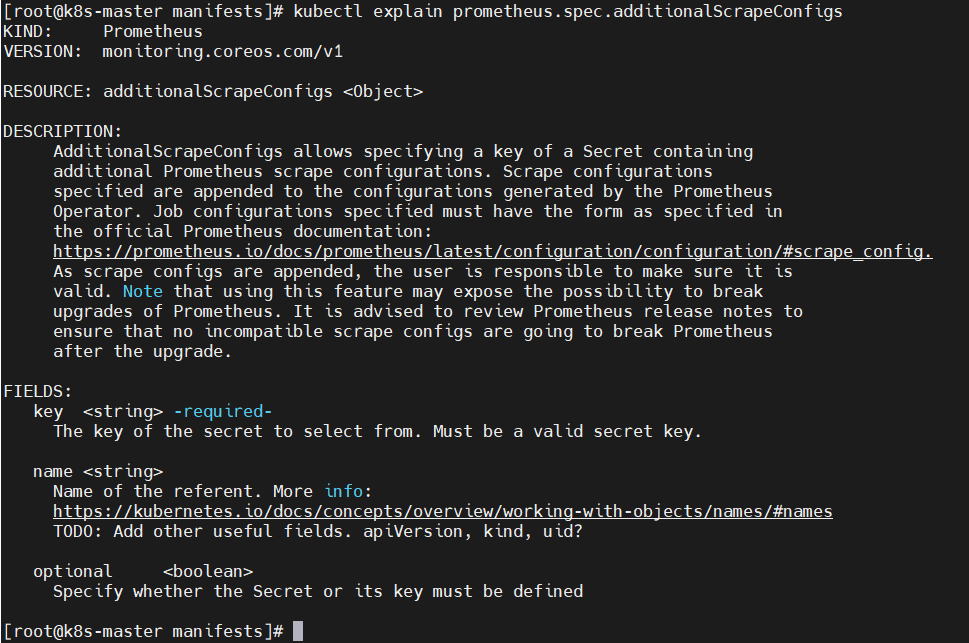 [root@k8s-master manifests]# kubectl explain prometheus.spec.additionalScrapeConfigs
KIND:     Prometheus
VERSION:  monitoring.coreos.com/v1

RESOURCE: additionalScrapeConfigs <Object>

DESCRIPTION:
     AdditionalScrapeConfigs allows specifying a key of a Secret containing
     additional Prometheus scrape configurations. Scrape configurations
     specified are appended to the configurations generated by the Prometheus
     Operator. Job configurations specified must have the form as specified in
     the official Prometheus documentation:
     https://prometheus.io/docs/prometheus/latest/configuration/configuration/#scrape_config.
     As scrape configs are appended, the user is responsible to make sure it is
     valid. Note that using this feature may expose the possibility to break
     upgrades of Prometheus. It is advised to review Prometheus release notes to
     ensure that no incompatible scrape configs are going to break Prometheus
     after the upgrade.

FIELDS:
   key  <string> -required-
     The key of the secret to select from. Must be a valid secret key.

   name <string>
     Name of the referent. More info:
     https://kubernetes.io/docs/concepts/overview/working-with-objects/names/#names
     TODO: Add other useful fields. apiVersion, kind, uid?

   optional     <boolean>
     Specify whether the Secret or its key must be defined

[root@k8s-master manifests]#